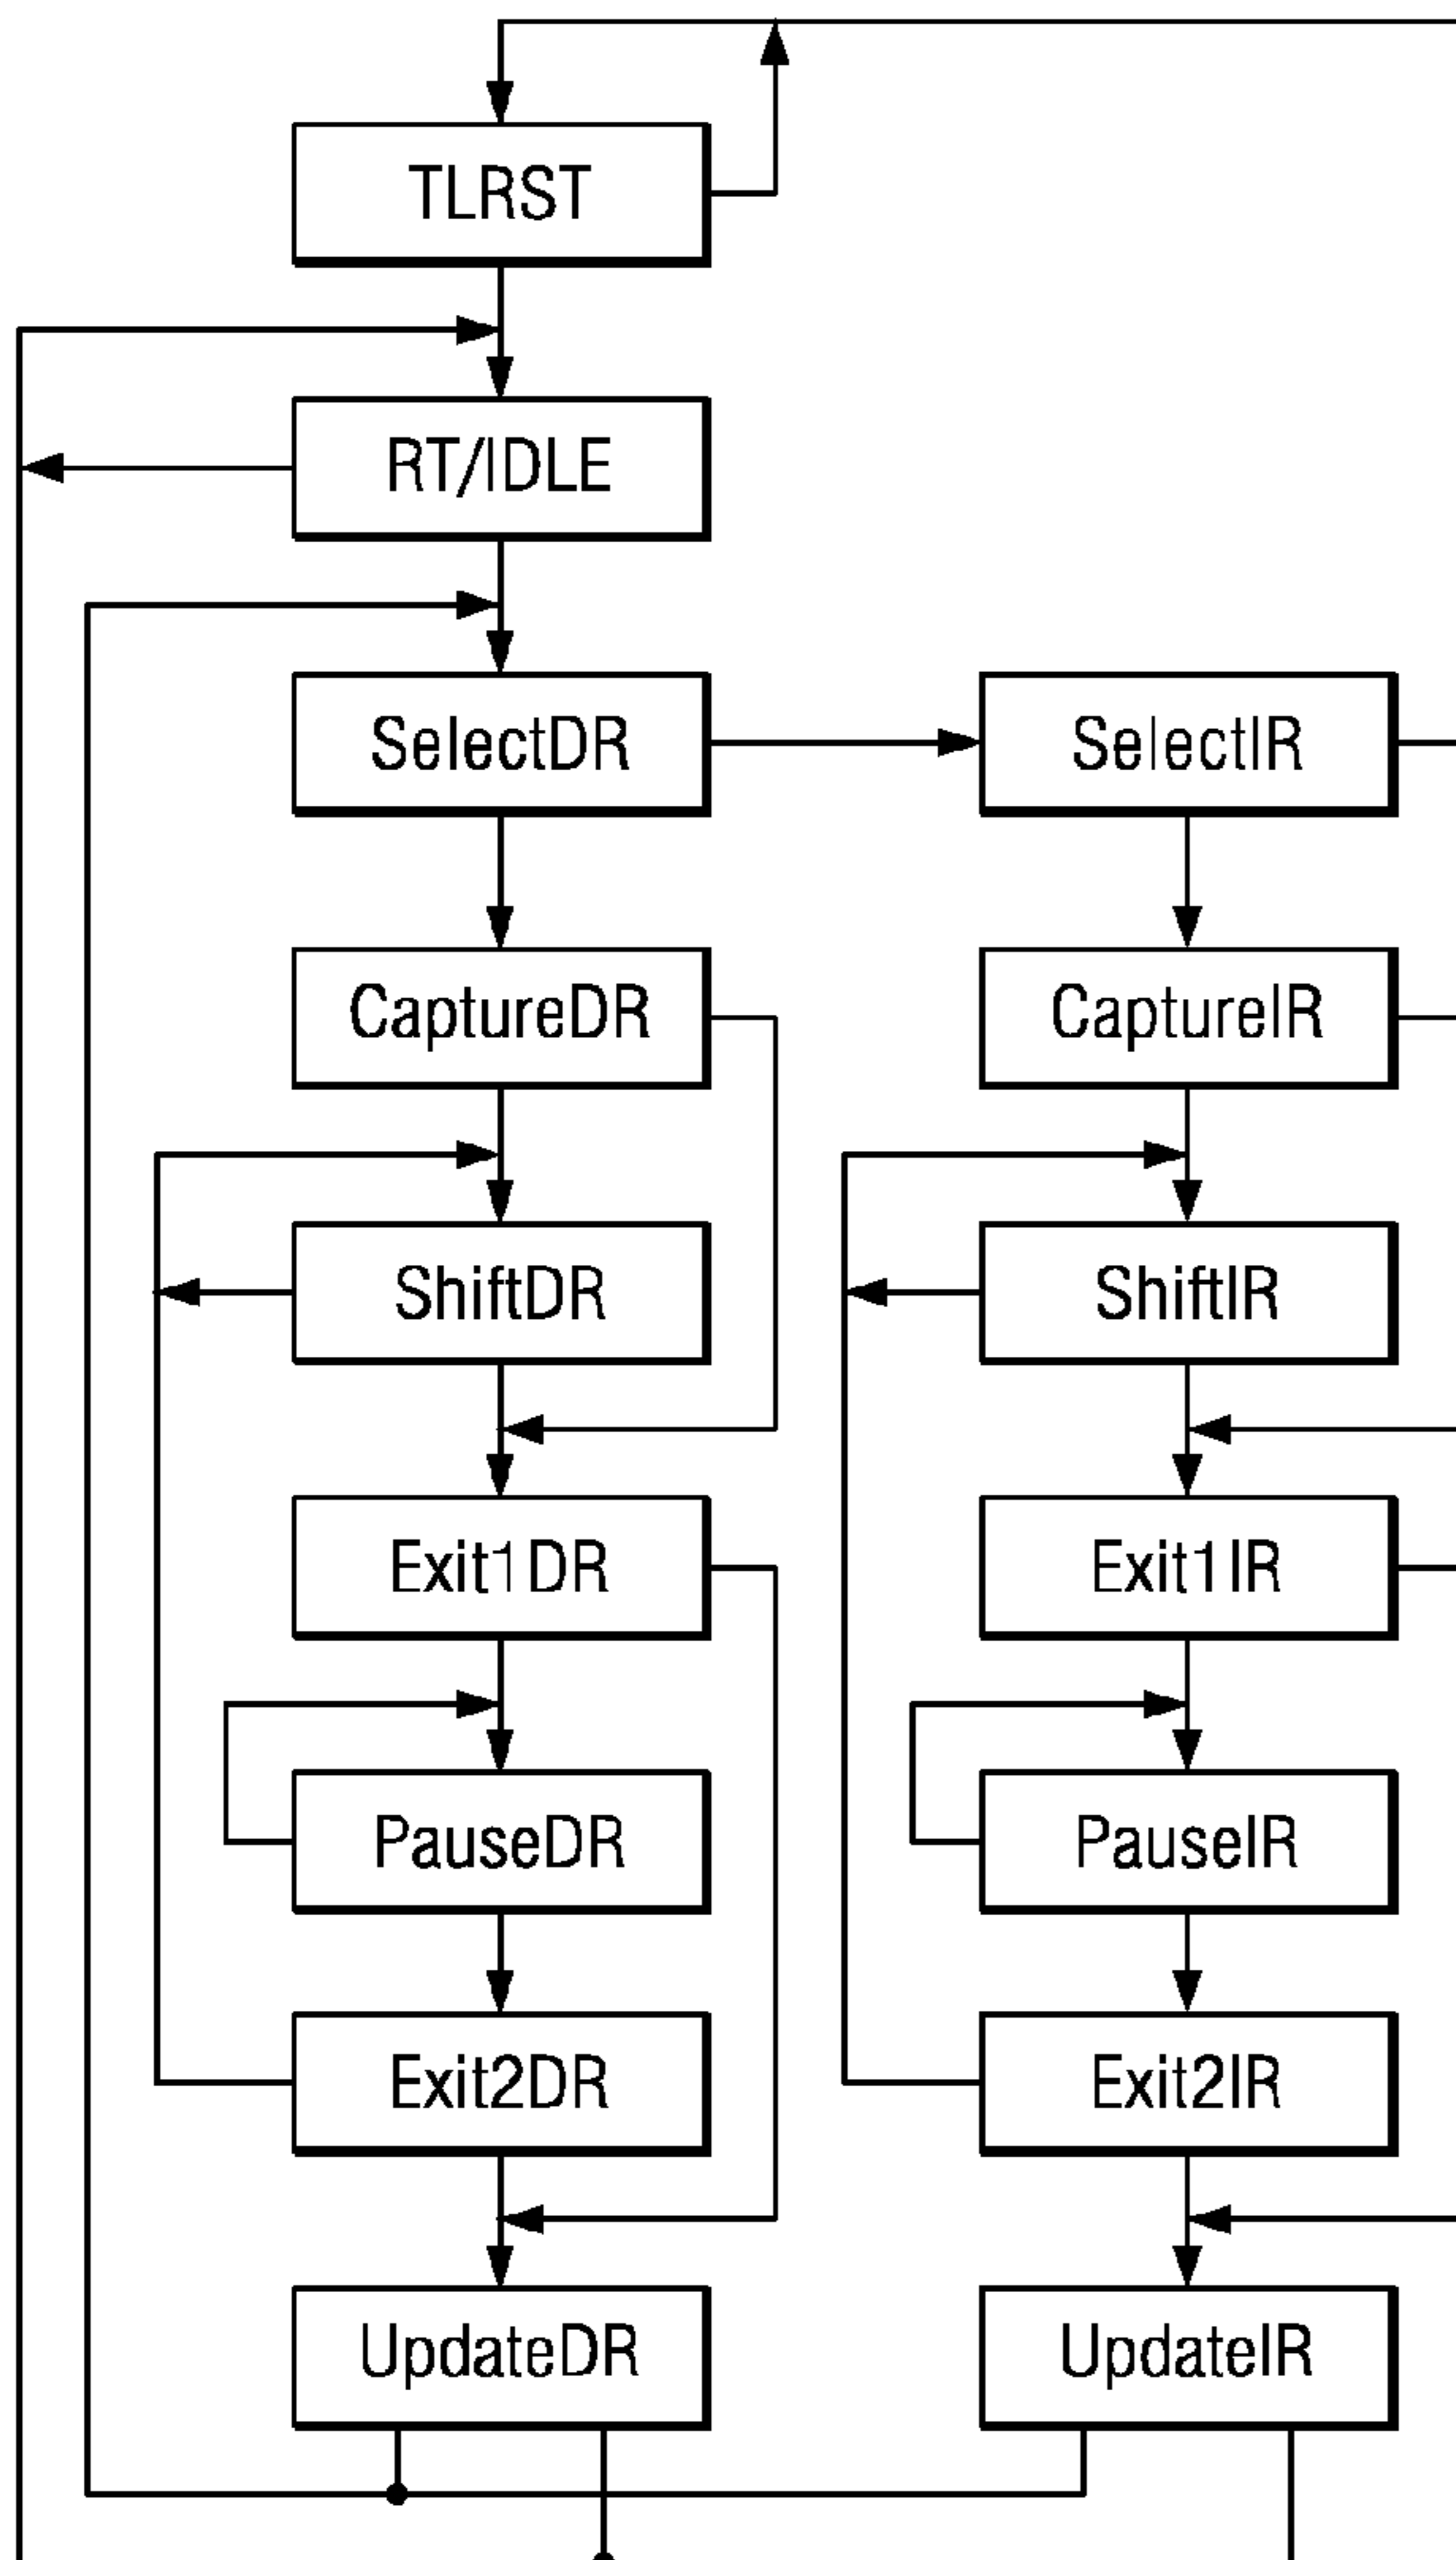 TLRST
RT/IDLE
SelectDR
SelectIR
CaptureDR
CaptureIR
ShiftDR
ShiftIR
Exit1DR
Exit1IR
PauseDR
PauseIR
Exit2DR
Exit2IR
UpdateDR
UpdateIR